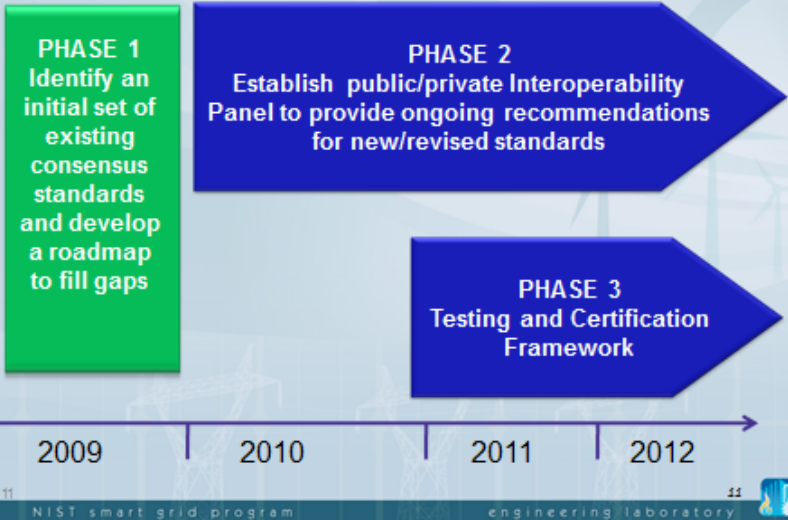 PHASE 1
Identify an
initial set of
existing
consensus
standards
and develop
a roadmap
to fill gaps
PHASE 2
Establish public/private Interoperability
Panel to provide ongoing recommendations
for new/revised standards
PHASE 3
Testing and Certification
Framework
2009 2010 2011 2012
11 11
NIST smart grid program engineering laboratory